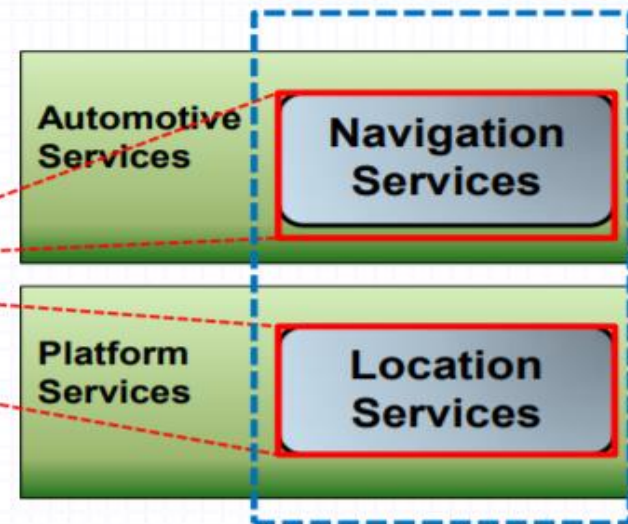 Automotive
Services
Navigation
Services
Platform
Services
Location
Services